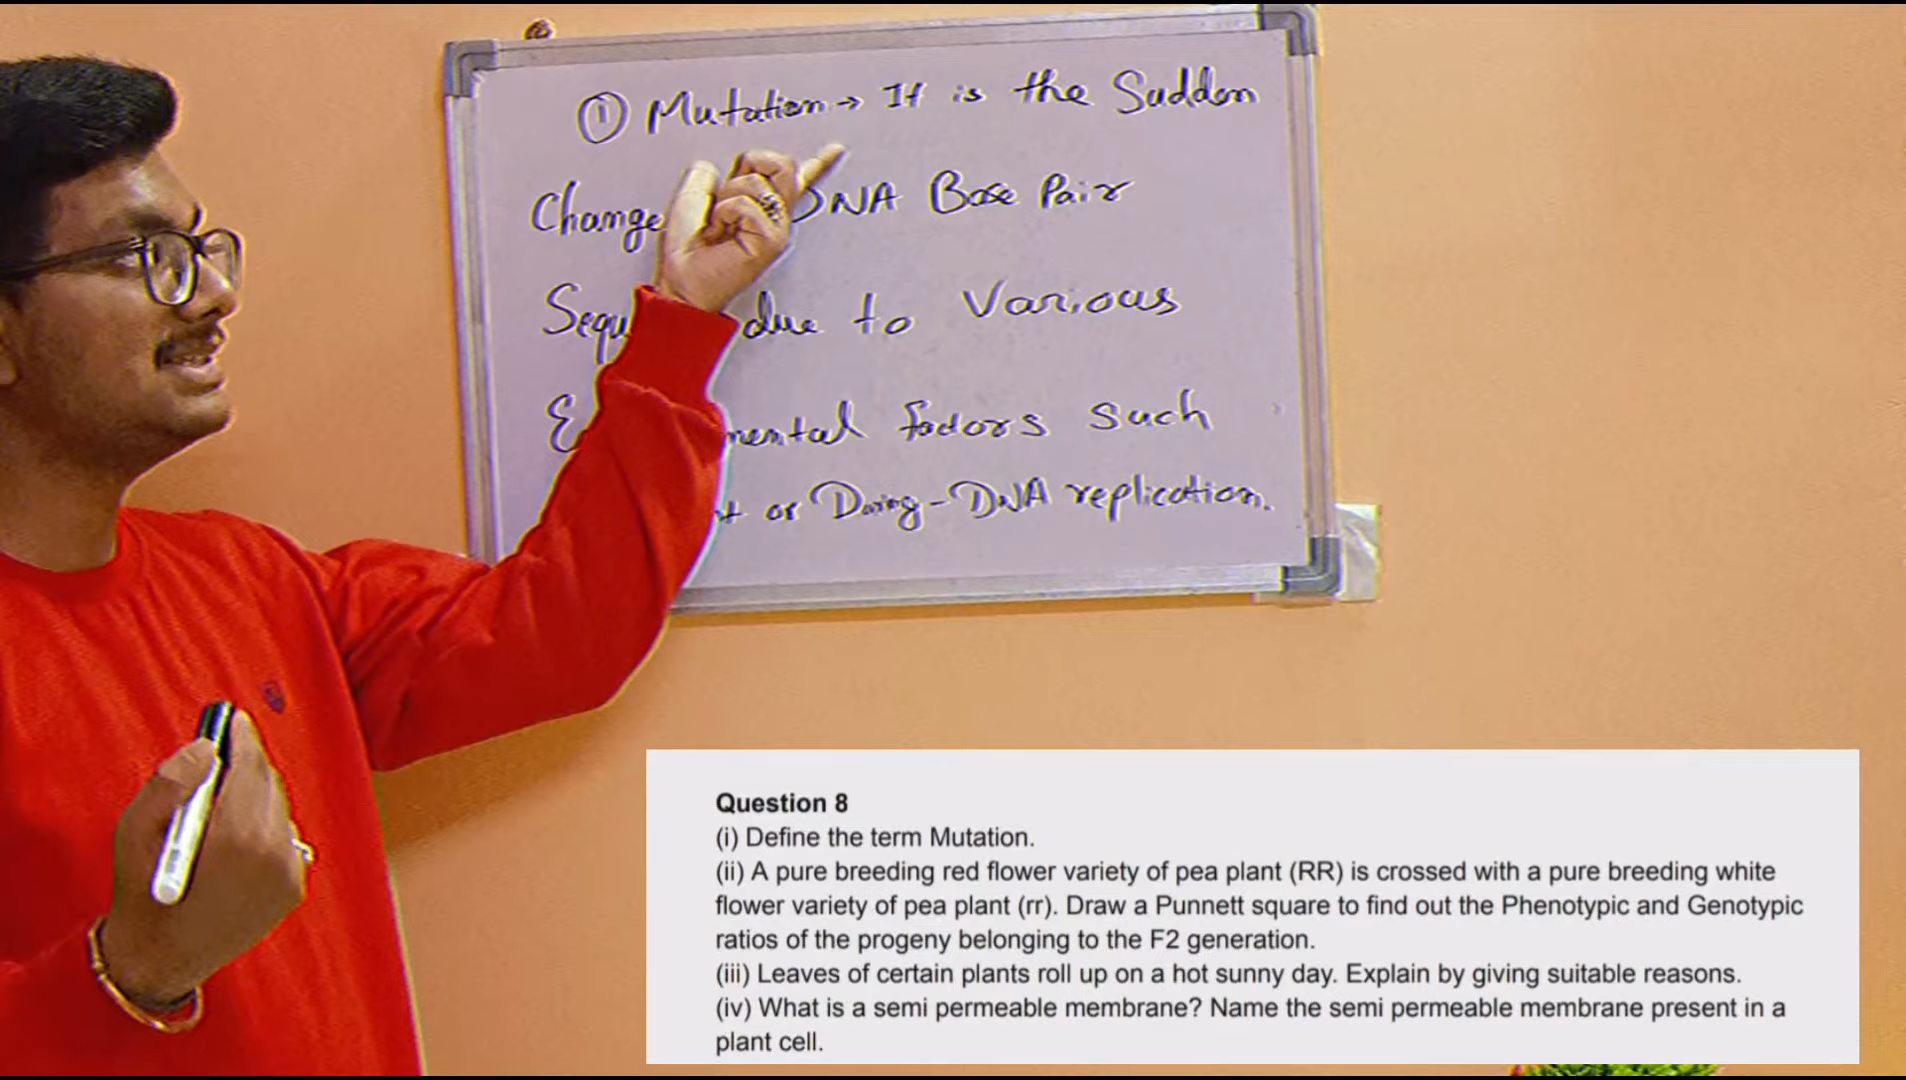 ① Mutation → It is the Sudden
Change DNA Base Pair
due to Various
factors such
or During - DNA replication.
Question 8
(i) Define the term Mutation.
(ii) A pure breeding red flower variety of pea plant (RR) is crossed with a pure breeding white
flower variety of pea plant (rr). Draw a Punnett square to find out the Phenotypic and Genotypic
ratios of the progeny belonging to the F2 generation.
(iii) Leaves of certain plants roll up on a hot sunny day. Explain by giving suitable reasons.
(iv) What is a semi permeable membrane? Name the semi permeable membrane present in a
plant cell.